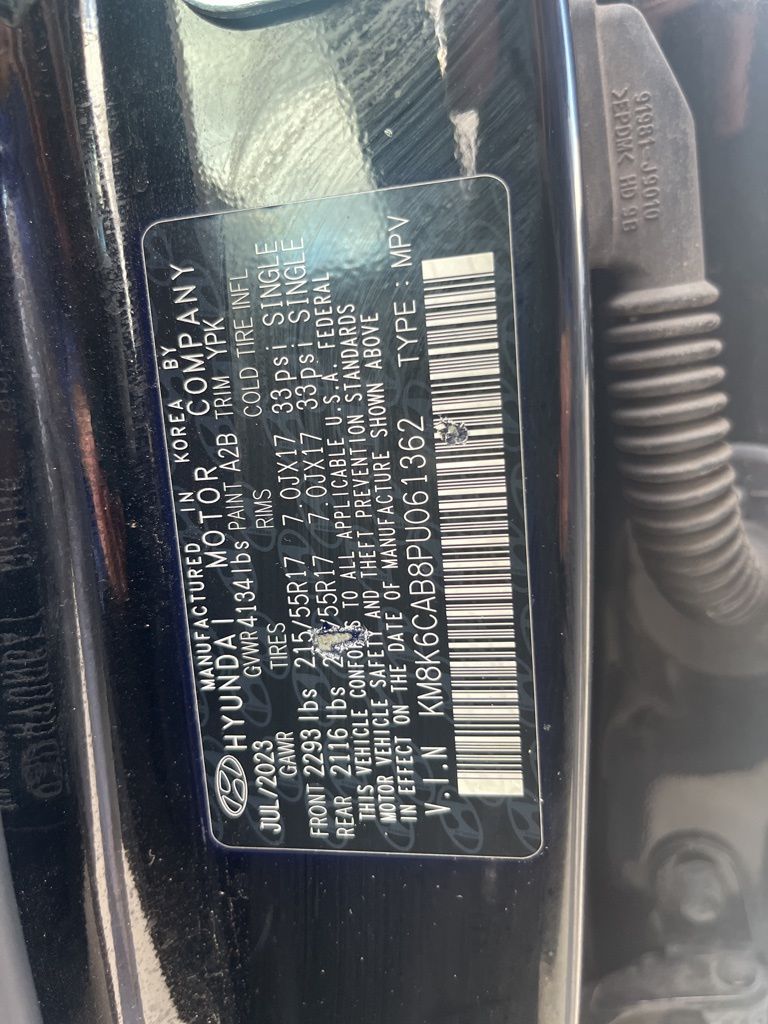 MANUFACTURED IN KOREA BY
HYUNDAI MOTOR COMPANY
JUL/2023 GVWR 4134 lbs PAINT A2B TRIM YPK
GAWR TIRES RIMS COLD TIRE INFL
FRONT 2293 lbs 215/55R17 7.0JX17 33psi SINGLE
REAR 2116 lbs 55R17 7.0JX17 33psi SINGLE
THIS VEHICLE CONFORMS TO ALL APPLICABLE U.S.A. FEDERAL
MOTOR VEHICLE SAFETY AND THEFT PREVENTION STANDARDS
IN EFFECT ON THE DATE OF MANUFACTURE SHOWN ABOVE
V.I.N KM8K6CAB8PU061362 TYPE : MPV
91981-J9010
>EPDM<